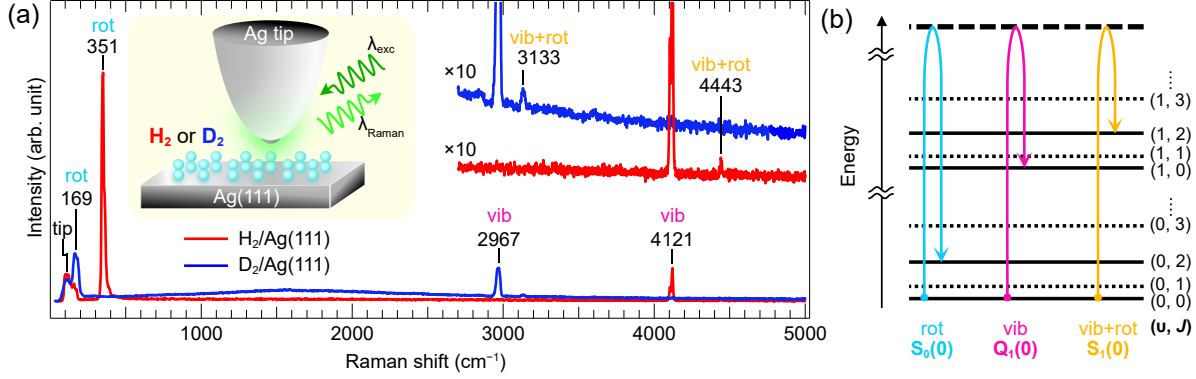 (a)
rot
351
rot
169
tip
Ag tip
λexc
λRaman
H₂ or D₂
Ag(111)
H₂/Ag(111)
D₂/Ag(111)
×10
vib+rot
3133
vib+rot
4443
×10
vib
2967
vib
4121
Intensity (arb. unit)
1000 2000 3000 4000 5000
Raman shift (cm⁻¹)
(b)
Energy
......
(1, 3)
(1, 2)
(1, 1)
(1, 0)
......
(0, 3)
(0, 2)
(0, 1)
(0, 0)
(υ, J)
rot vib vib+rot
S₀(0) Q₁(0) S₁(0)